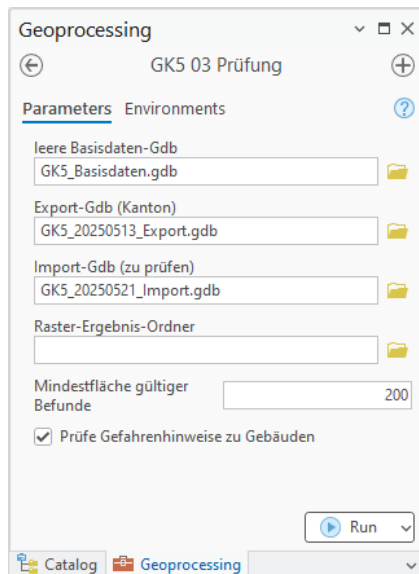 Geoprocessing
GK5 03 Prüfung
Parameters Environments
leere Basisdaten-Gdb
GK5_Basisdaten.gdb
Export-Gdb (Kanton)
GK5_20250513_Export.gdb
Import-Gdb (zu prüfen)
GK5_20250521_Import.gdb
Raster-Ergebnis-Ordner
Mindestfläche gültiger
Befunde
200
Prüfe Gefahrenhinweise zu Gebäuden
Run
Catalog Geoprocessing